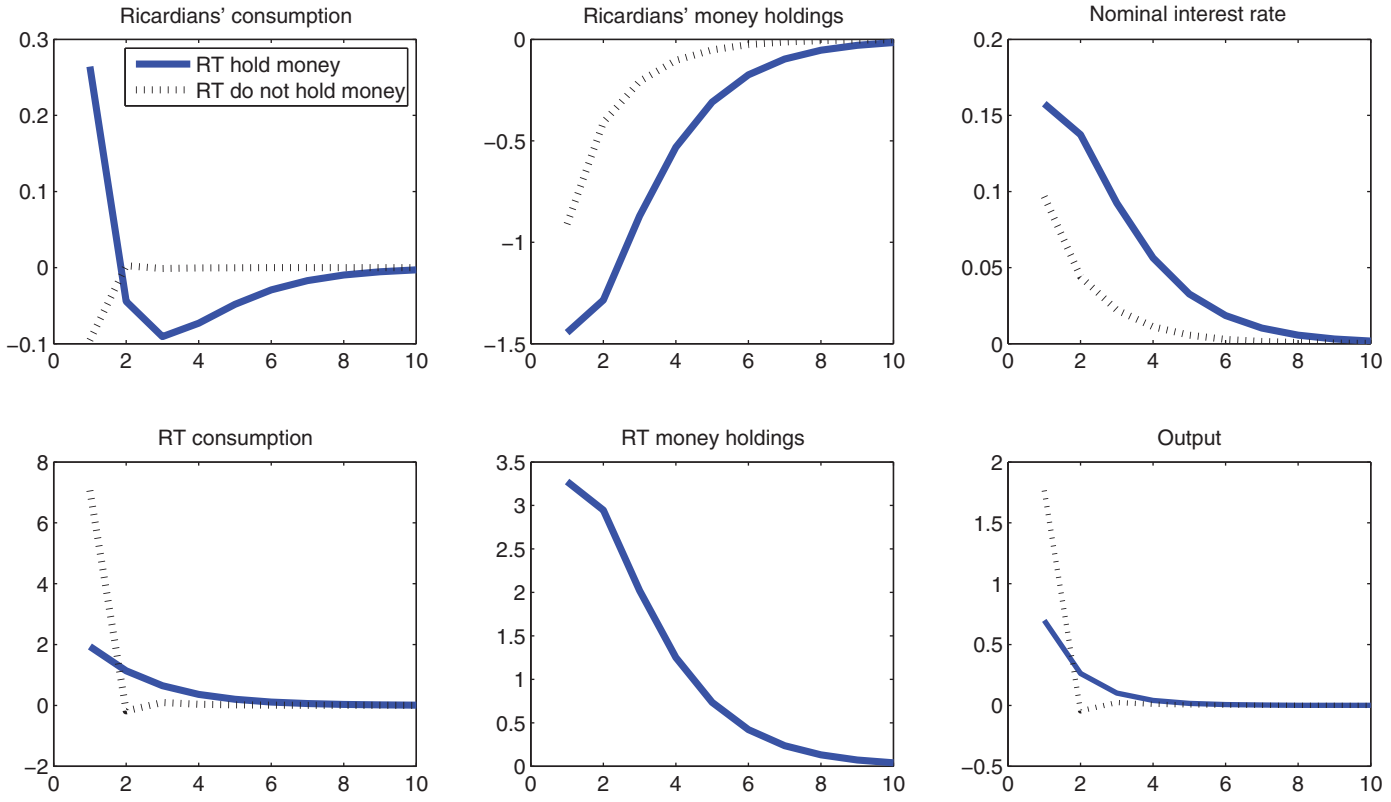 Ricardians' consumption
0.3
0.2
0.1
0
−0.1
0 2 4 6 8 10
RT hold money
RT do not hold money
Ricardians' money holdings
0
−0.5
−1
−1.5
0 2 4 6 8 10
Nominal interest rate
0.2
0.15
0.1
0.05
0
0 2 4 6 8 10
RT consumption
8
6
4
2
0
−2
0 2 4 6 8 10
RT money holdings
3.5
3
2.5
2
1.5
1
0.5
0
0 2 4 6 8 10
Output
2
1.5
1
0.5
0
−0.5
0 2 4 6 8 10